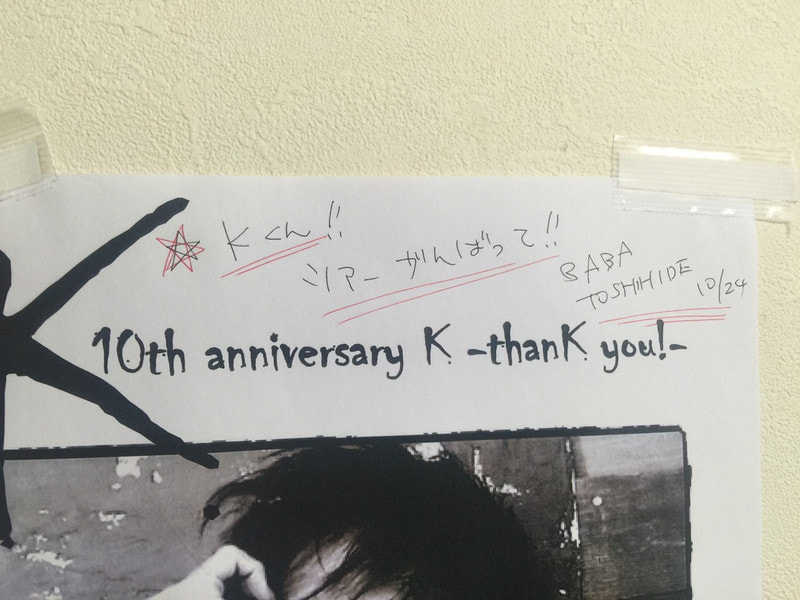 Kくん!!
ツアーがんばって!!
BABA
TOSHIHIDE 10/24
K
10th anniversary K -thanK you!-